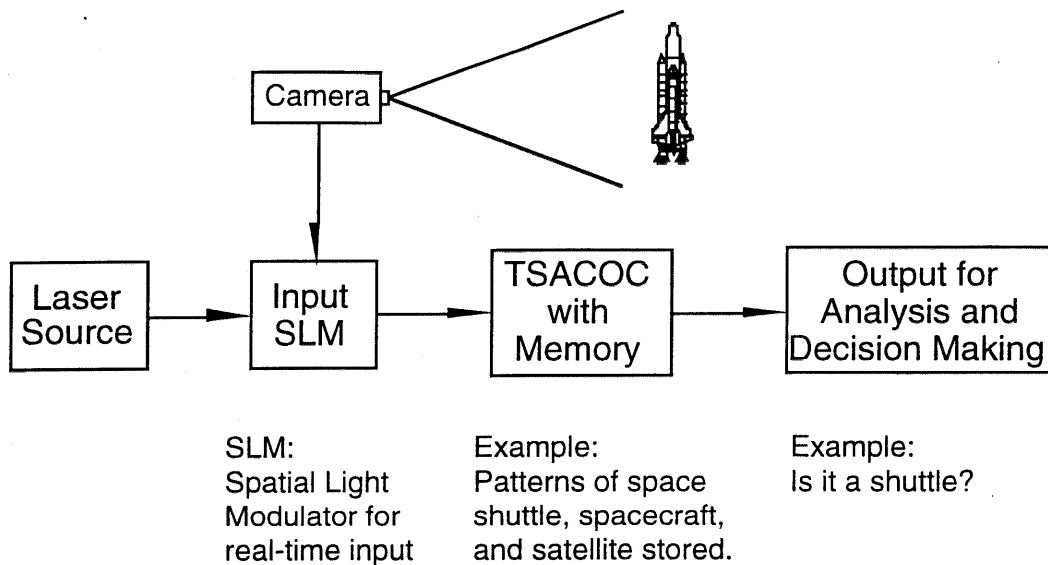 Camera
Laser
Source
Input
SLM
TSACOC
with
Memory
Output for
Analysis and
Decision Making
SLM:
Spatial Light
Modulator for
real-time input
Example:
Patterns of space
shuttle, spacecraft,
and satellite stored.
Example:
Is it a shuttle?